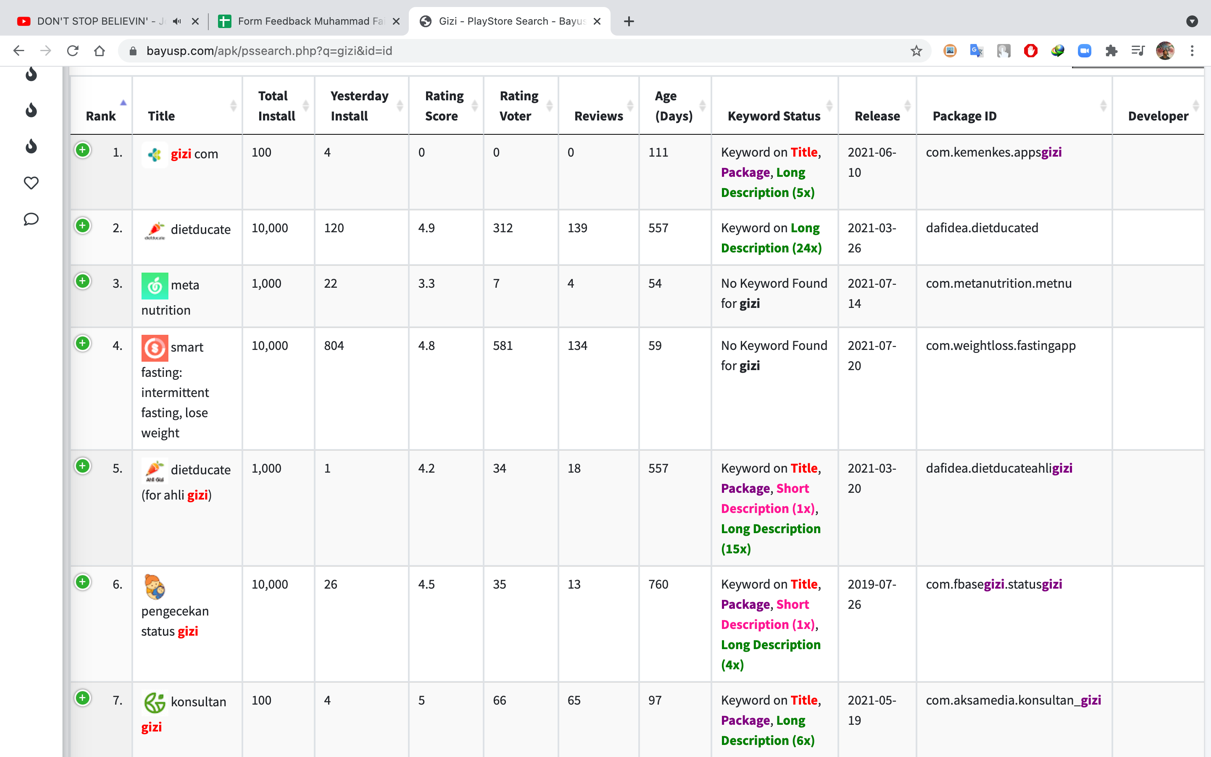 DON'T STOP BELIEVIN' - J
Form Feedback Muhammad Fa
Gizi - PlayStore Search - Bayus
bayusp.com/apk/pssearch.php?q=gizi&id=id
Rank Title Total Install Yesterday Install Rating Score Rating Voter Reviews Age (Days) Keyword Status Release Package ID Developer
1. gizi com 100 4 0 0 0 111 Keyword on Title, 2021-06- com.kemenkes.appsgizi
Package, Long 10
Description (5x)
2. dietducate 10,000 120 4.9 312 139 557 Keyword on Long 2021-03- dafidea.dietducated
Description (24x) 26
3. meta 1,000 22 3.3 7 4 54 No Keyword Found 2021-07- com.metanutrition.metnu
nutrition for gizi 14
4. smart 10,000 804 4.8 581 134 59 No Keyword Found 2021-07- com.weightloss.fastingapp
fasting: for gizi 20
intermittent
fasting, lose
weight
5. dietducate 1,000 1 4.2 34 18 557 Keyword on Title, 2021-03- dafidea.dietducateahligizi
(for ahli gizi) Package, Short 20
Description (1x),
Long Description
(15x)
6. 10,000 26 4.5 35 13 760 Keyword on Title, 2019-07- com.fbasegizi.statusgizi
pengecekan Package, Short 26
status gizi Description (1x),
Long Description
(4x)
7. konsultan 100 4 5 66 65 97 Keyword on Title, 2021-05- com.aksamedia.konsultan_gizi
gizi Package, Long 19
Description (6x)